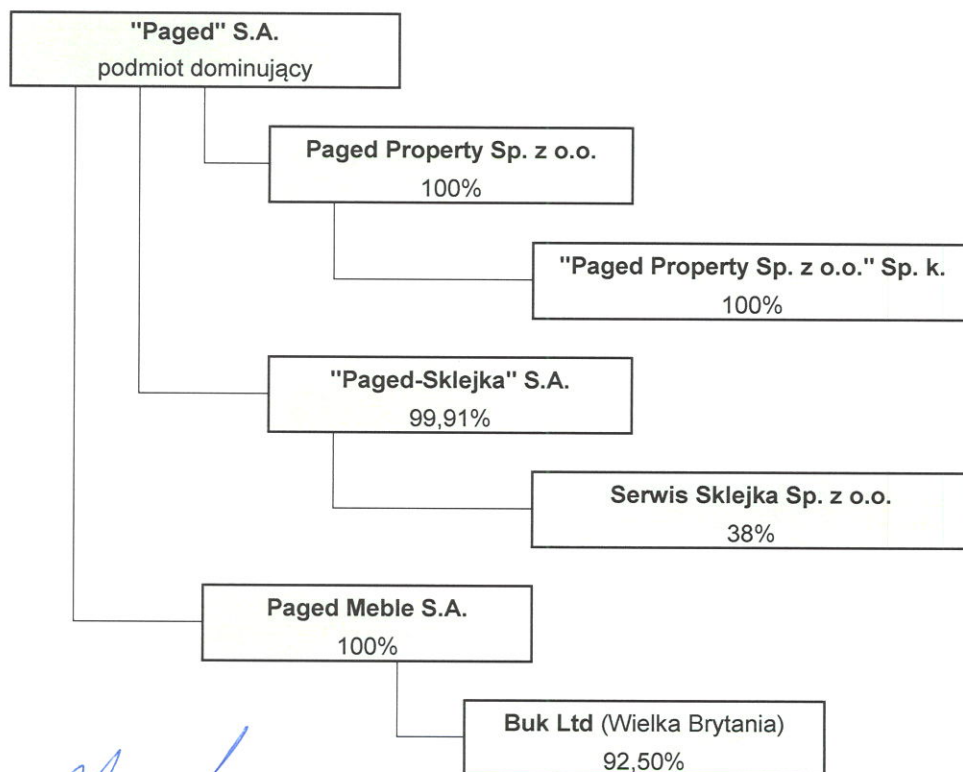 "Paged" S.A.
podmiot dominujący
Paged Property Sp. z o.o.
100%
"Paged Property Sp. z o.o." Sp. k.
100%
"Paged-Sklejka" S.A.
99,91%
Serwis Sklejka Sp. z o.o.
38%
Paged Meble S.A.
100%
Buk Ltd (Wielka Brytania)
92,50%